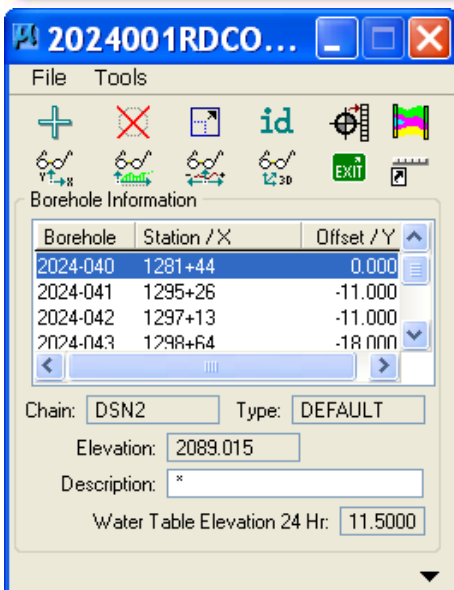 2024001RDCO...
File Tools
id
Y X 3D EXIT
Borehole Information
Borehole Station / X Offset / Y
2024-040 1281+44 0.000
2024-041 1295+26 -11.000
2024-042 1297+13 -11.000
2024-043 1298+64 -18.000
Chain: DSN2 Type: DEFAULT
Elevation: 2089.015
Description: *
Water Table Elevation 24 Hr: 11.5000